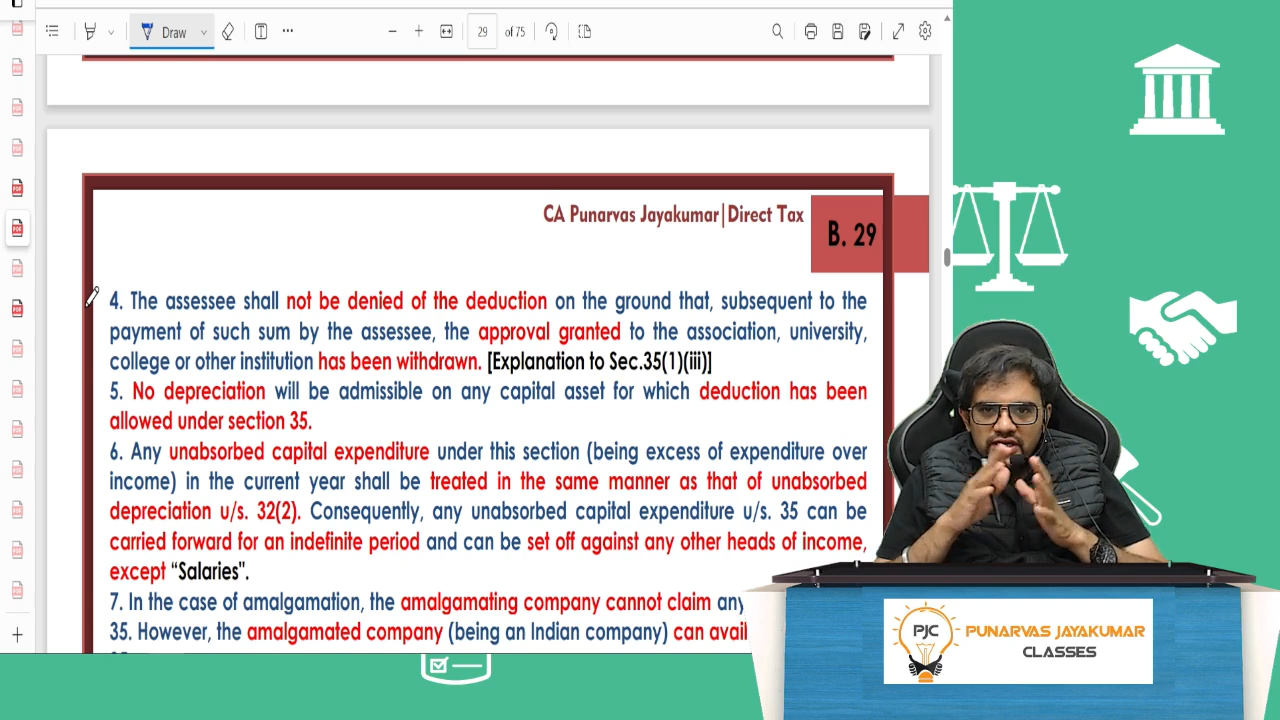 Draw
29 of 75
CA Punarvas Jayakumar|Direct Tax
B. 29
4. The assessee shall not be denied of the deduction on the ground that, subsequent to the
payment of such sum by the assessee, the approval granted to the association, university,
college or other institution has been withdrawn. [Explanation to Sec.35(1)(iii)]
5. No depreciation will be admissible on any capital asset for which deduction has been
allowed under section 35.
6. Any unabsorbed capital expenditure under this section (being excess of expenditure over
income) in the current year shall be treated in the same manner as that of unabsorbed
depreciation u/s. 32(2). Consequently, any unabsorbed capital expenditure u/s. 35 can be
carried forward for an indefinite period and can be set off against any other heads of income,
except “Salaries”.
7. In the case of amalgamation, the amalgamating company cannot claim any
35. However, the amalgamated company (being an Indian company) can avail
PJC
PUNARVAS JAYAKUMAR
CLASSES